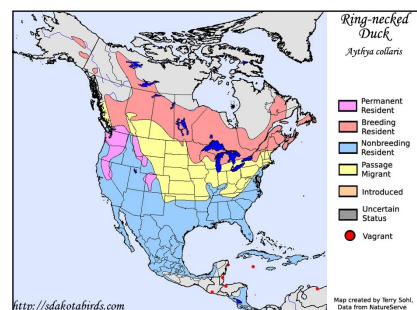 Ring-necked
Duck
Aythya collaris
Permanent
Resident
Breeding
Resident
Nonbreeding
Resident
Passage
Migrant
Introduced
Uncertain
Status
Vagrant
http://sdakotabirds.com
Map created by Terry Sohl,
Data from NatureServe